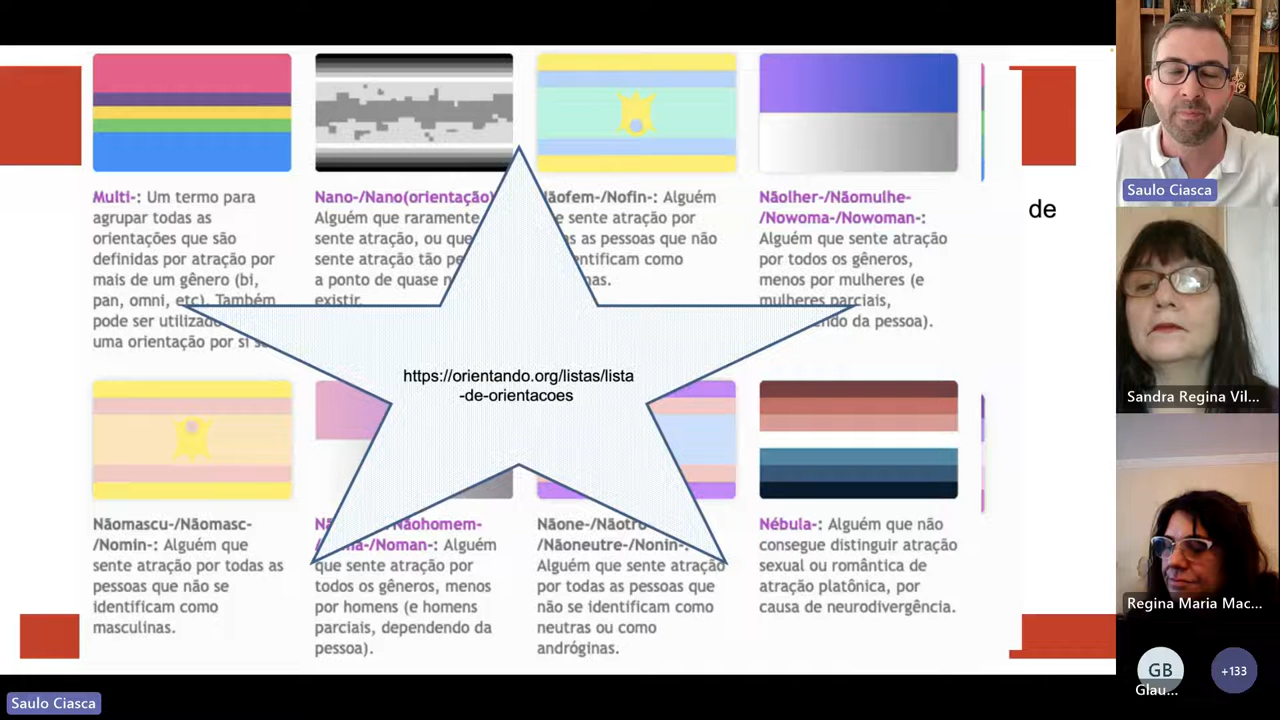 Multi-: Um termo para
agrupar todas as
orientações que são
definidas por atração por
mais de um gênero (bi,
pan, omni, etc). Também
pode ser
uma orientação por si
Nano-/Nano(orientação)
Alguém que raramente
sente atração, ou que
sente atração tão
a ponto de quase
existir.
/Nofin-: Alguém
sente atração por
as pessoas que não
como
Nãolher-/Nãomulhe-
/Nowoma-/Nowoman-:
Alguém que sente atração
por todos os gêneros,
menos por mulheres (e
mulheres parciais,
da pessoa).
de
https://orientando.org/listas/lista
-de-orientacoes
Nãomascu-/Nãomasc-
/Nomin-: Alguém que
sente atração por todas as
pessoas que não se
identificam como
masculinas.
/Noman-: Alguém
que sente atração por
todos os gêneros, menos
por homens (e homens
parciais, dependendo da
pessoa).
Nãone-/Nãotro-
/Nãoneutre-/Nonin-:
Alguém que sente atração
por todas as pessoas que
não se identificam como
neutras ou como
andróginas.
Nébula-: Alguém que não
consegue distinguir atração
sexual ou romântica de
atração platônica, por
causa de neurodivergência.
Saulo Ciasca
Sandra Regina Vil...
Regina Maria Mac...
GB
Glau...
+133
Saulo Ciasca